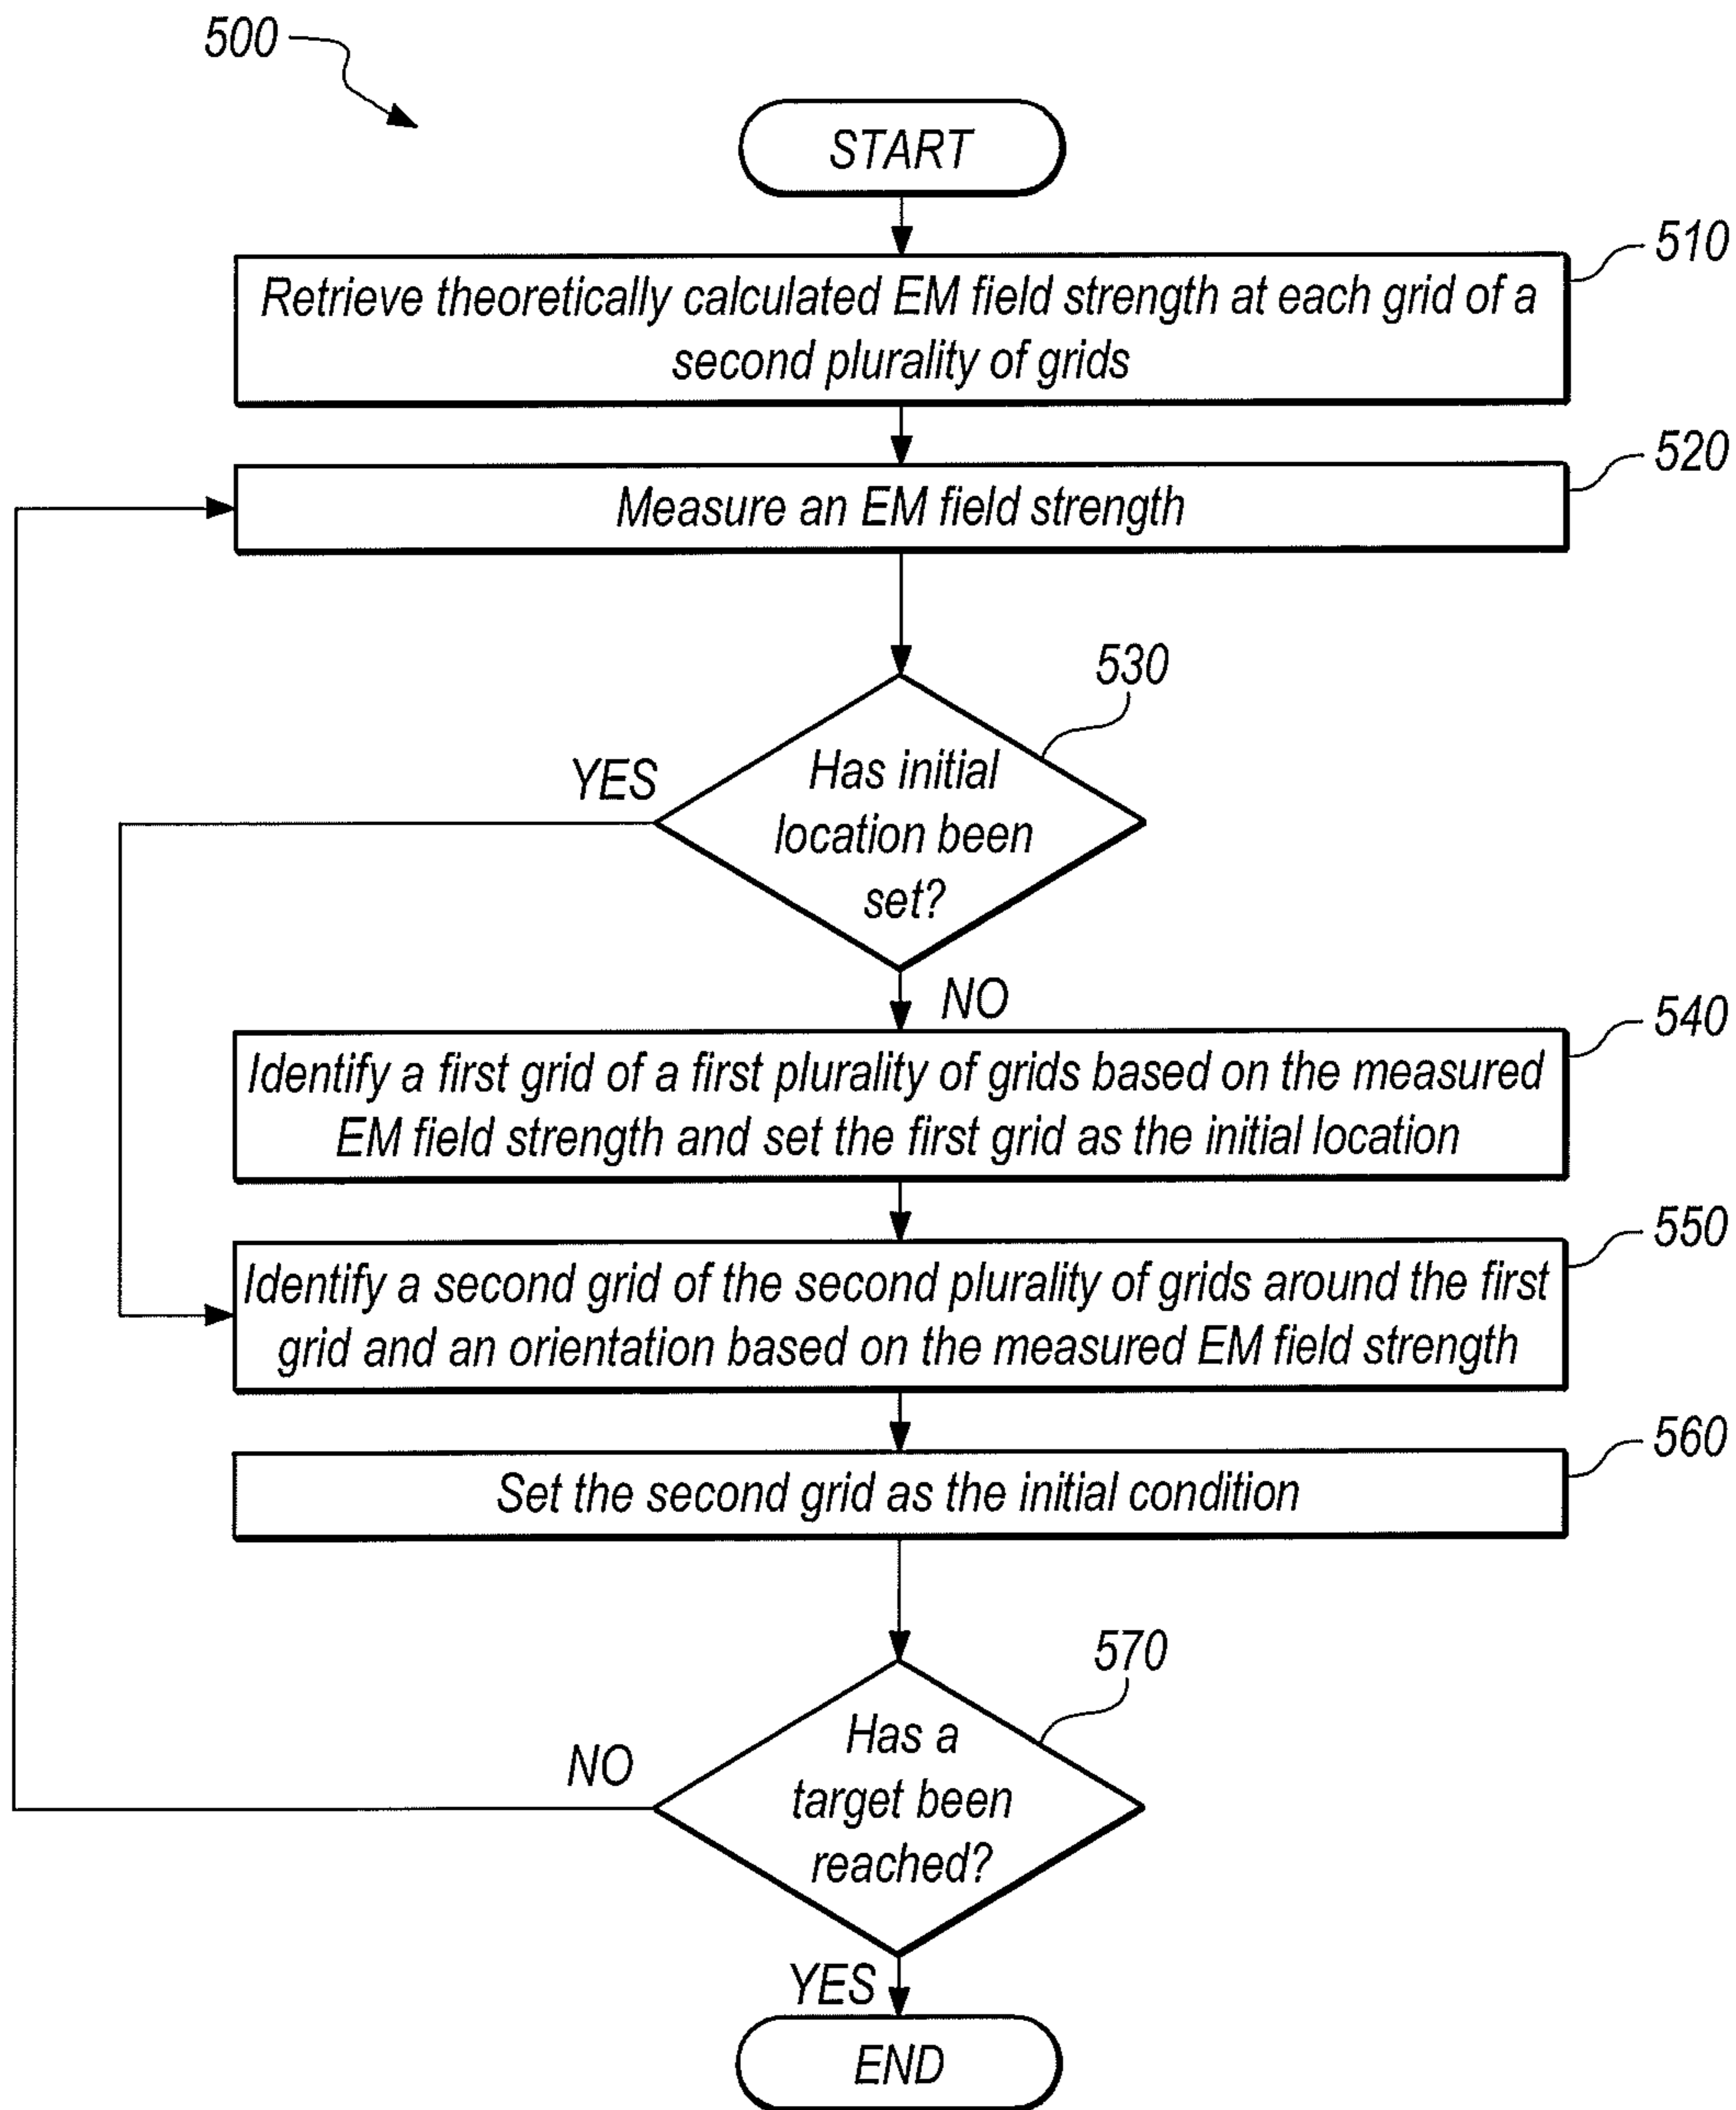 500
START
510
Retrieve theoretically calculated EM field strength at each grid of a
second plurality of grids
520
Measure an EM field strength
530
YES
Has initial
location been
set?
NO
540
Identify a first grid of a first plurality of grids based on the measured
EM field strength and set the first grid as the initial location
550
Identify a second grid of the second plurality of grids around the first
grid and an orientation based on the measured EM field strength
560
Set the second grid as the initial condition
570
NO
Has a
target been
reached?
YES
END